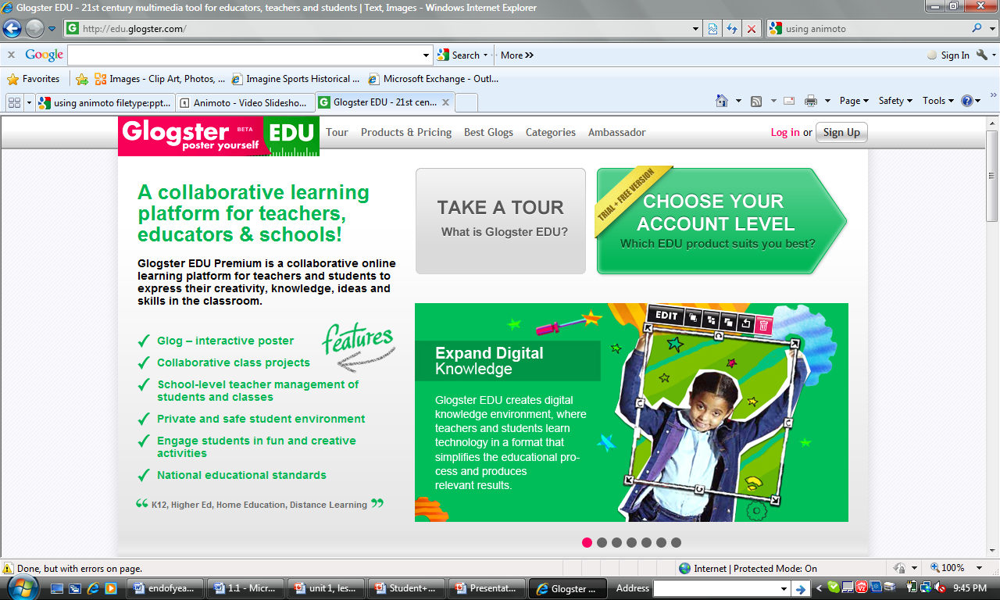 Glogster EDU - 21st century multimedia tool for educators, teachers and students | Text, Images - Windows Internet Explorer
http://edu.glogster.com/
using animoto
x Google
Search
More >>
Sign In
Favorites
Images - Clip Art, Photos, ...
Imagine Sports Historical ...
Microsoft Exchange - Outl...
using animoto filetype:ppt...
Animoto - Video Slidesho...
Glogster EDU - 21st cen...
Page
Safety
Tools
Glogster BETA EDU
poster yourself
Tour
Products & Pricing
Best Glogs
Categories
Ambassador
Log in or Sign Up
A collaborative learning
platform for teachers,
educators & schools!
Glogster EDU Premium is a collaborative online
learning platform for teachers and students to
express their creativity, knowledge, ideas and
skills in the classroom.
features
Glog – interactive poster
Collaborative class projects
School-level teacher management of
students and classes
Private and safe student environment
Engage students in fun and creative
activities
National educational standards
“ K12, Higher Ed, Home Education, Distance Learning ”
TAKE A TOUR
What is Glogster EDU?
TRIAL + FREE VERSION
CHOOSE YOUR
ACCOUNT LEVEL
Which EDU product suits you best?
EDIT
Expand Digital
Knowledge
Glogster EDU creates digital
knowledge environment, where
teachers and students learn
technology in a format that
simplifies the educational pro-
cess and produces
relevant results.
Done, but with errors on page.
Internet | Protected Mode: On
100%
endofyea...
1.1 - Micr...
unit 1, les...
Student+...
Presentat...
Glogster ...
Address
9:45 PM